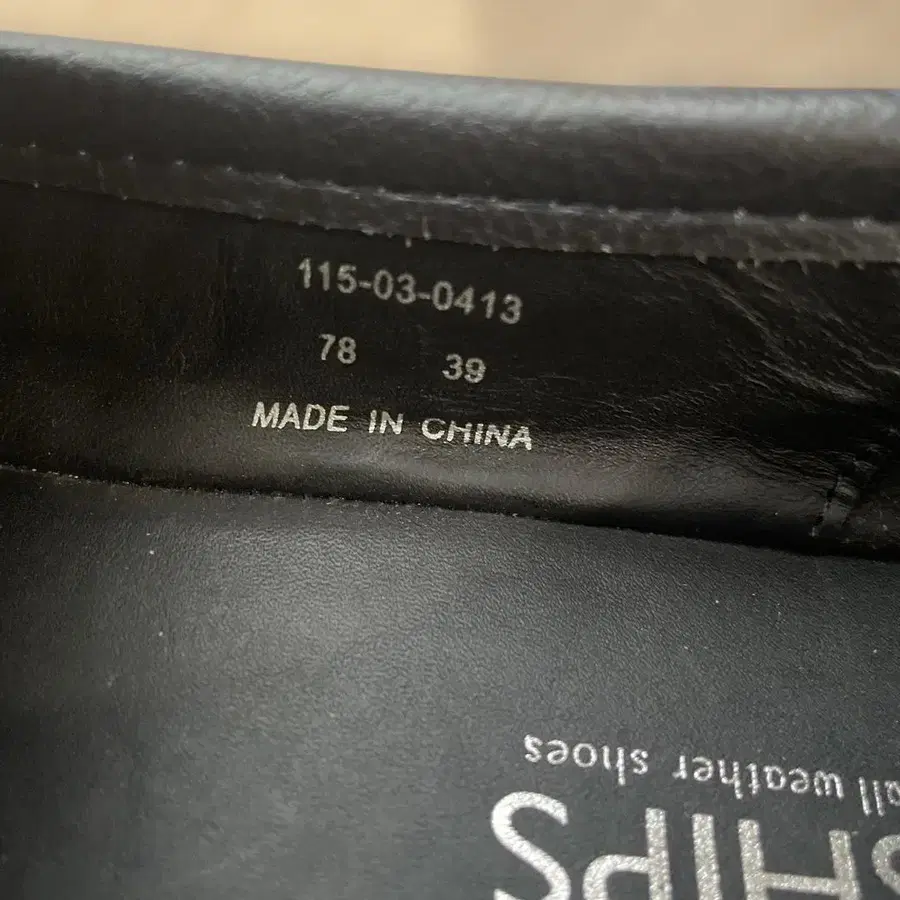 115-03-0413
78 39
MADE IN CHINA
SHIPS
all weather shoes